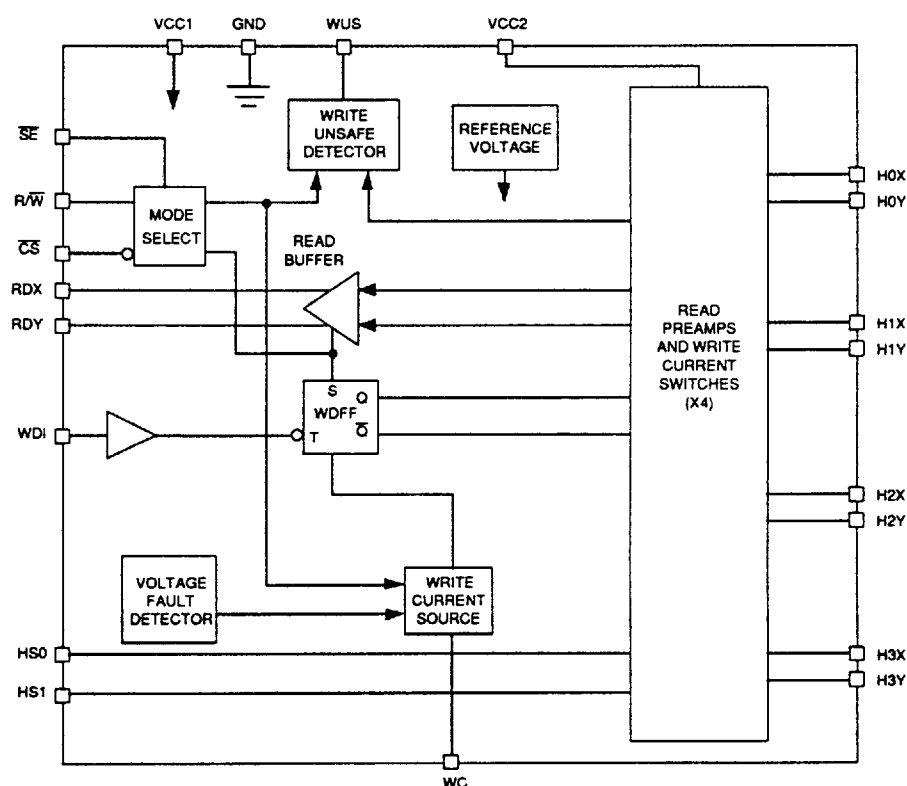 VCC1 GND WUS VCC2
WRITE
UNSAFE
DETECTOR
REFERENCE
VOLTAGE
S̅E̅
R/W̅
C̅S̅
MODE
SELECT
H0X
H0Y
READ
BUFFER
RDX
RDY
READ
PREAMPS
AND WRITE
CURRENT
SWITCHES
(X4)
H1X
H1Y
S Q
WDFF
T Q̅
WDI
H2X
H2Y
VOLTAGE
FAULT
DETECTOR
WRITE
CURRENT
SOURCE
HS0
HS1
H3X
H3Y
WC